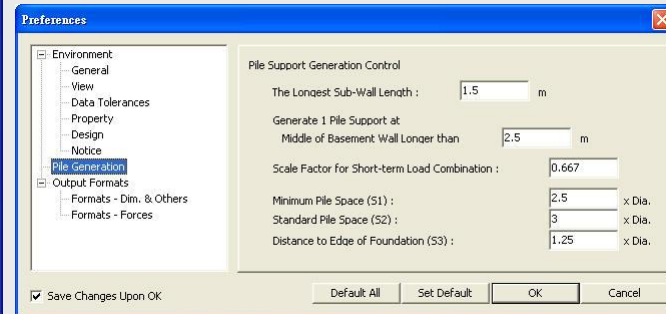 Preferences
Environment
General
View
Data Tolerances
Property
Design
Notice
Pile Generation
Output Formats
Formats - Dim. & Others
Formats - Forces
Pile Support Generation Control
The Longest Sub-Wall Length : 1.5 m
Generate 1 Pile Support at
Middle of Basement Wall Longer than 2.5 m
Scale Factor for Short-term Load Combination : 0.667
Minimum Pile Space (S1) : 2.5 x Dia.
Standard Pile Space (S2) : 3 x Dia.
Distance to Edge of Foundation (S3) : 1.25 x Dia.
Save Changes Upon OK
Default All Set Default OK Cancel